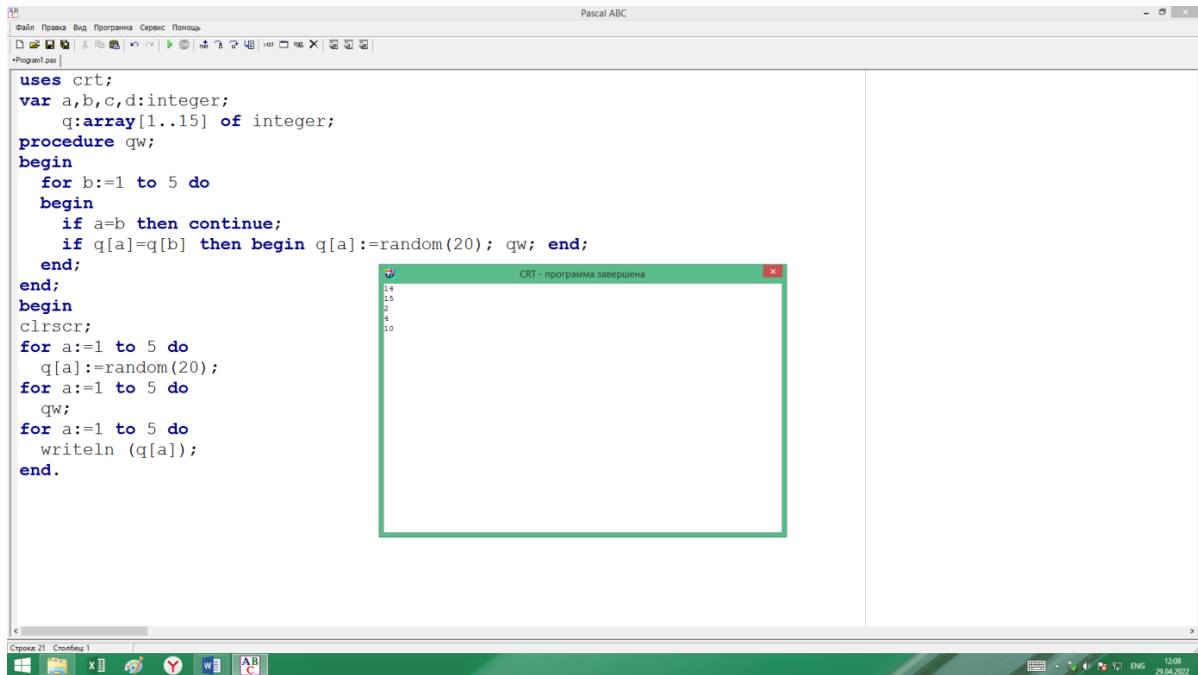 Pascal ABC
Файл Правка Вид Программа Сервис Помощь
•Program1.pas
uses crt;
var a,b,c,d:integer;
    q:array[1..15] of integer;
procedure qw;
begin
  for b:=1 to 5 do
  begin
    if a=b then continue;
    if q[a]=q[b] then begin q[a]:=random(20); qw; end;
  end;
end;
begin
clrscr;
for a:=1 to 5 do
  q[a]:=random(20);
for a:=1 to 5 do
  qw;
for a:=1 to 5 do
  writeln (q[a]);
end.
CRT - программа завершена
14
15
2
4
10
Строка: 21 Столбец: 1
ENG
12:08
29.04.2022